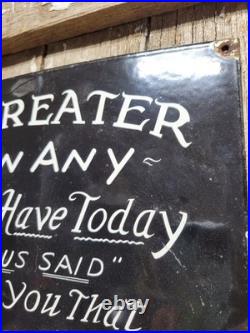 REATER
N ANY~
Have Today
US SAID"
YOU That